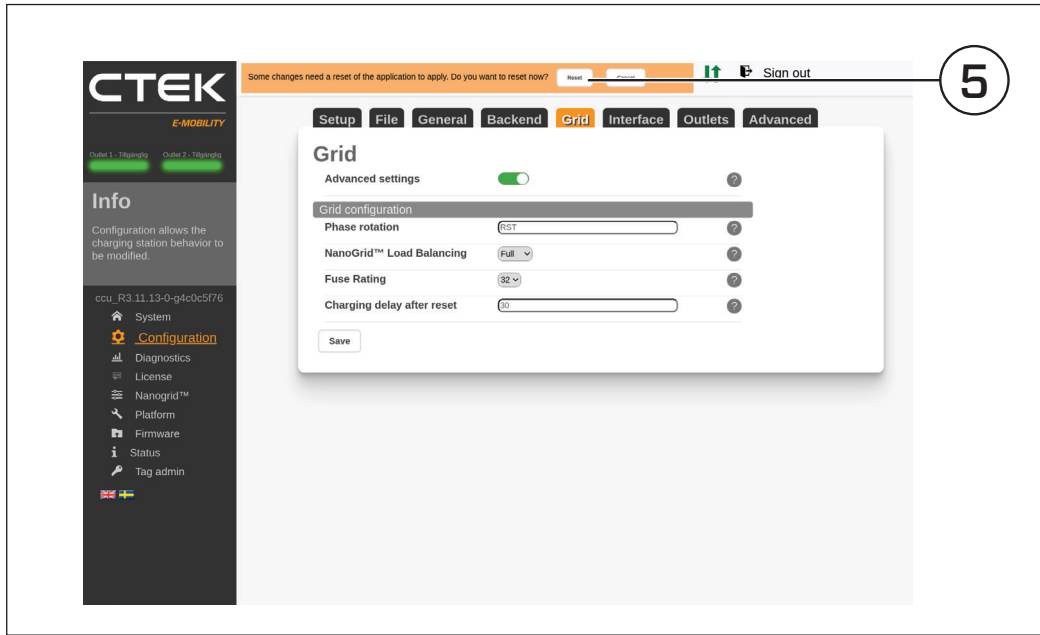 CTEK
E-MOBILITY
Outlet 1 - Tillgänglig Outlet 2 - Tillgänglig
Info
Configuration allows the
charging station behavior to
be modified.
ccu_R3.11.13-0-g4c0c5f76
System
Configuration
Diagnostics
License
Nanogrid™
Platform
Firmware
Status
Tag admin
Some changes need a reset of the application to apply. Do you want to reset now? Reset Cancel
Sign out
5
Setup File General Backend Grid Interface Outlets Advanced
Grid
Advanced settings ?
Grid configuration
Phase rotation RST ?
NanoGrid™ Load Balancing Full ?
Fuse Rating 32 ?
Charging delay after reset 30 ?
Save